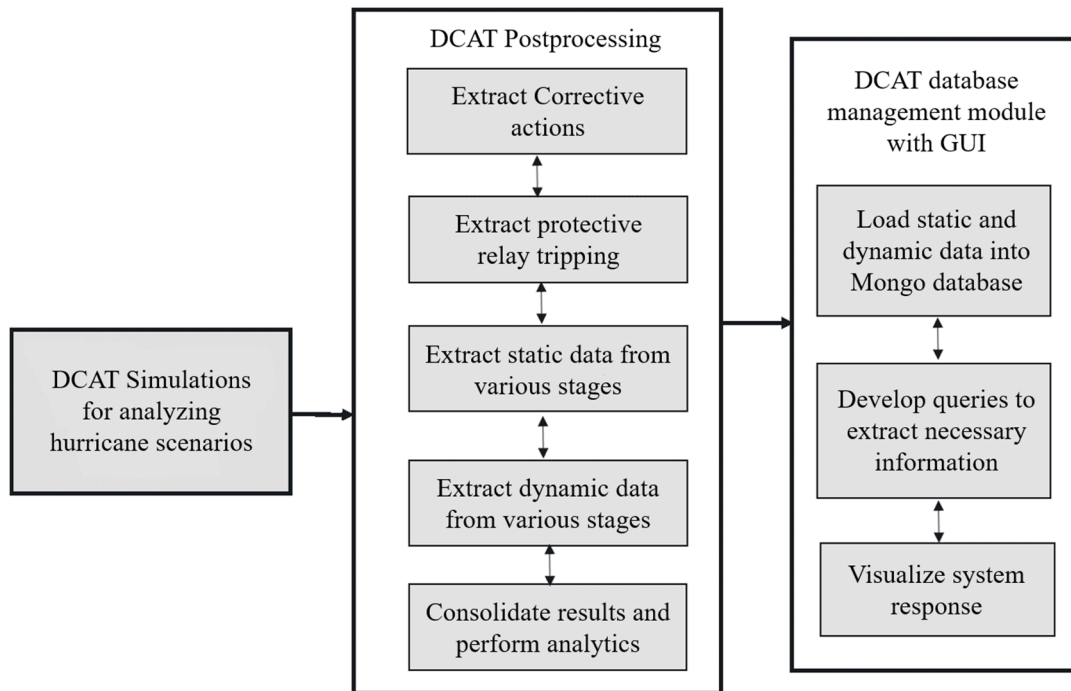 DCAT Simulations
for analyzing
hurricane scenarios
DCAT Postprocessing
Extract Corrective
actions
Extract protective
relay tripping
Extract static data from
various stages
Extract dynamic data
from various stages
Consolidate results and
perform analytics
DCAT database
management module
with GUI
Load static and
dynamic data into
Mongo database
Develop queries to
extract necessary
information
Visualize system
response